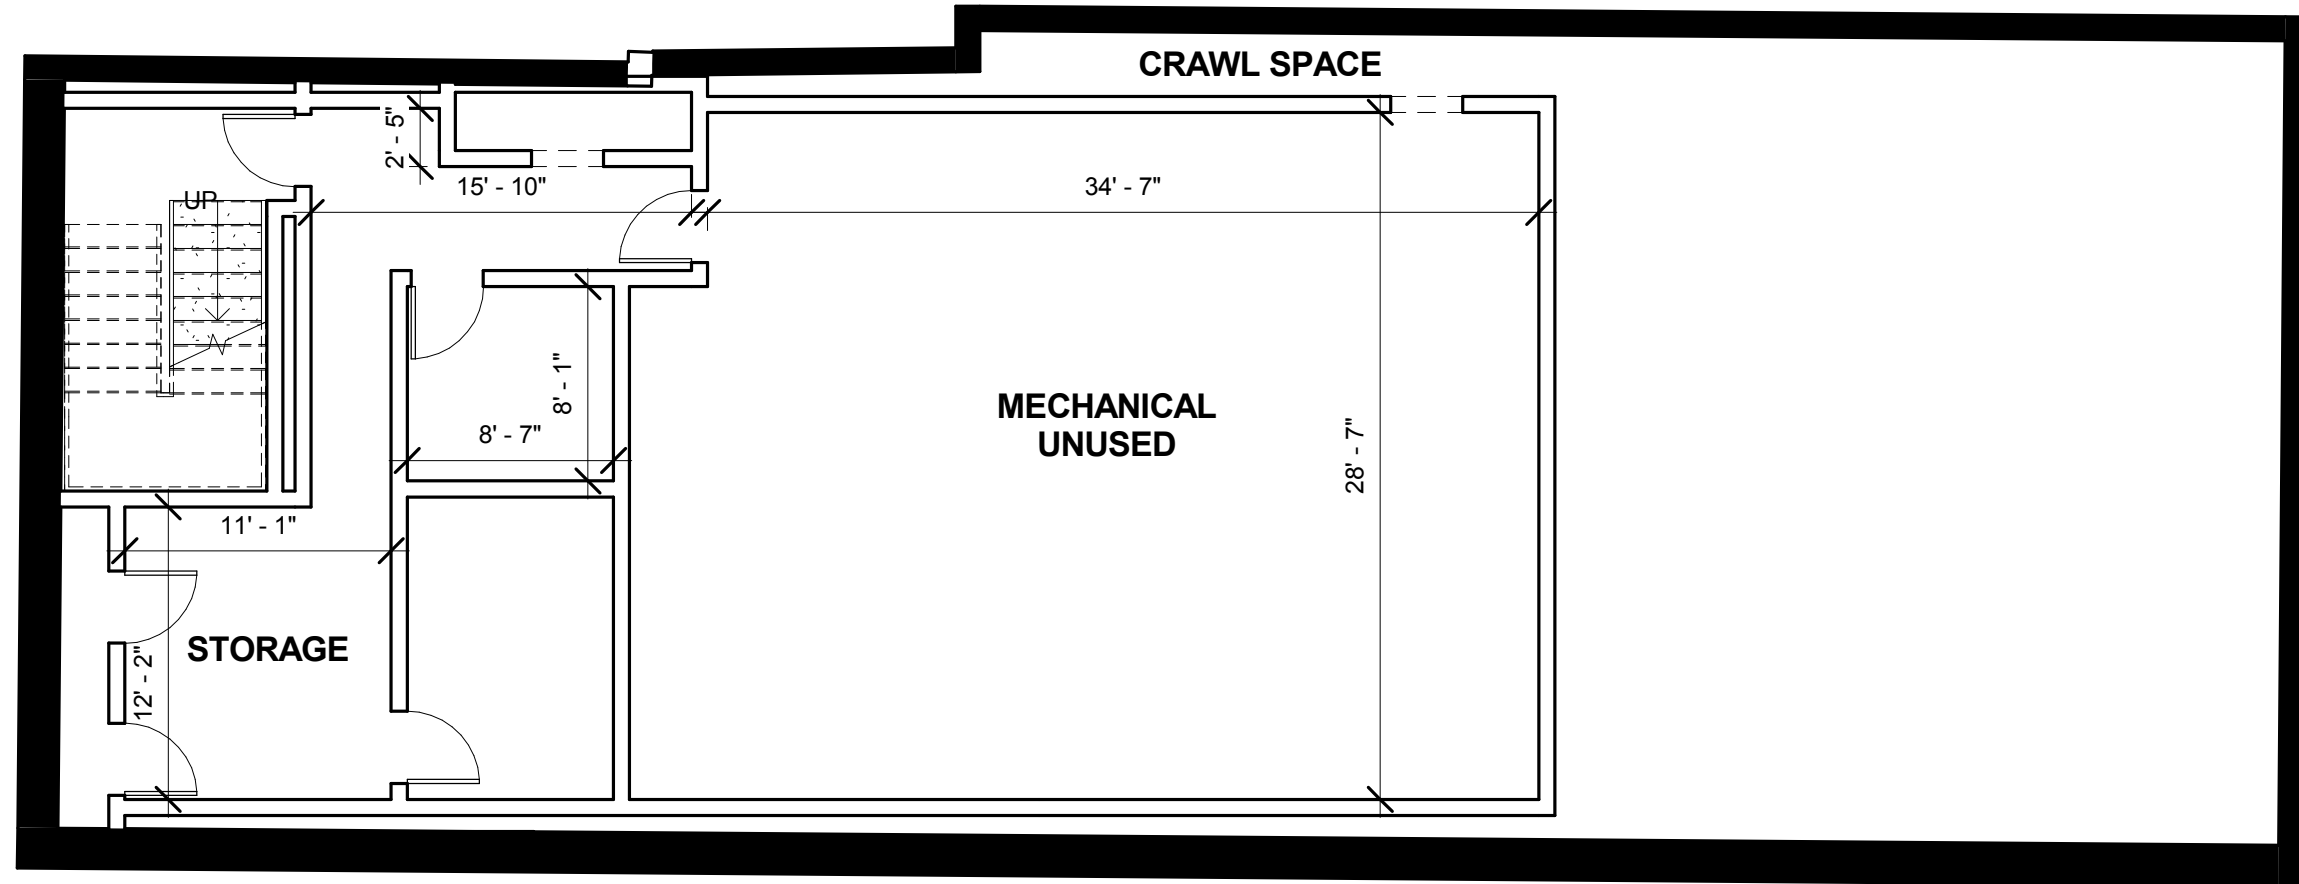 CRAWL SPACE
2' - 5"
15' - 10"
34' - 7"
UP
8' - 1"
MECHANICAL
UNUSED
8' - 7"
28' - 7"
11' - 1"
STORAGE
12' - 2"